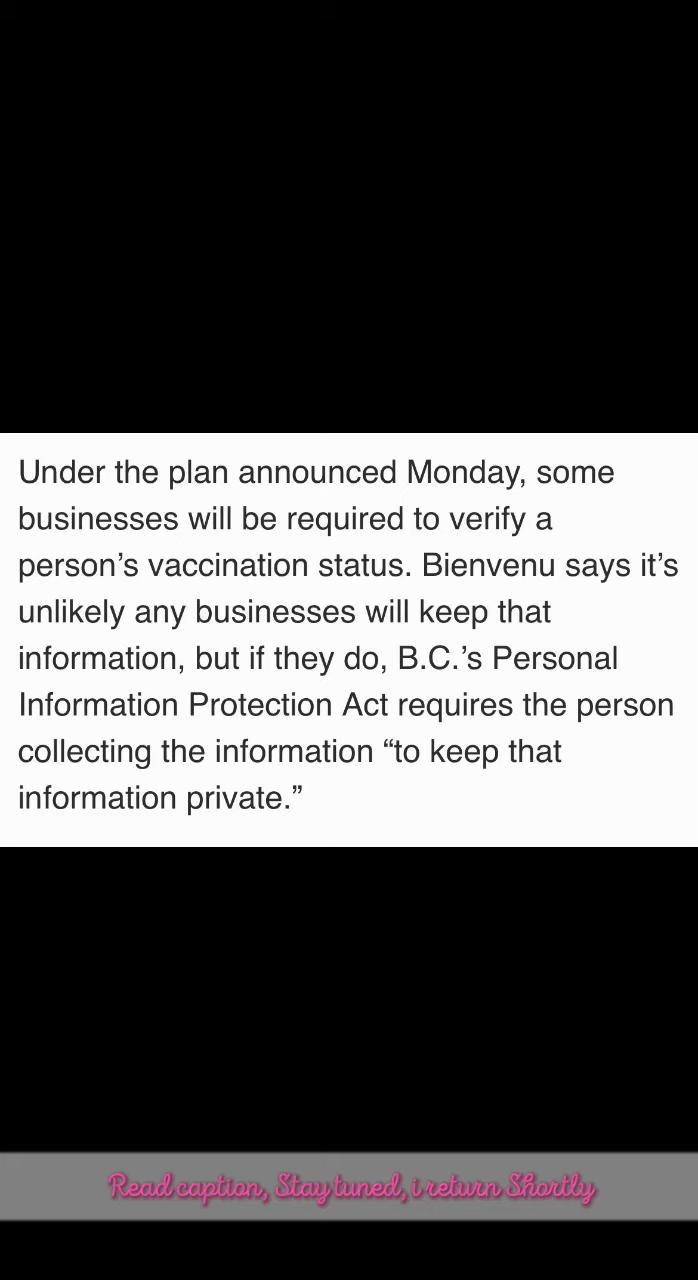 Under the plan announced Monday, some
businesses will be required to verify a
person’s vaccination status. Bienvenu says it’s
unlikely any businesses will keep that
information, but if they do, B.C.’s Personal
Information Protection Act requires the person
collecting the information “to keep that
information private.”
Read caption, Stay tuned, i return Shortly